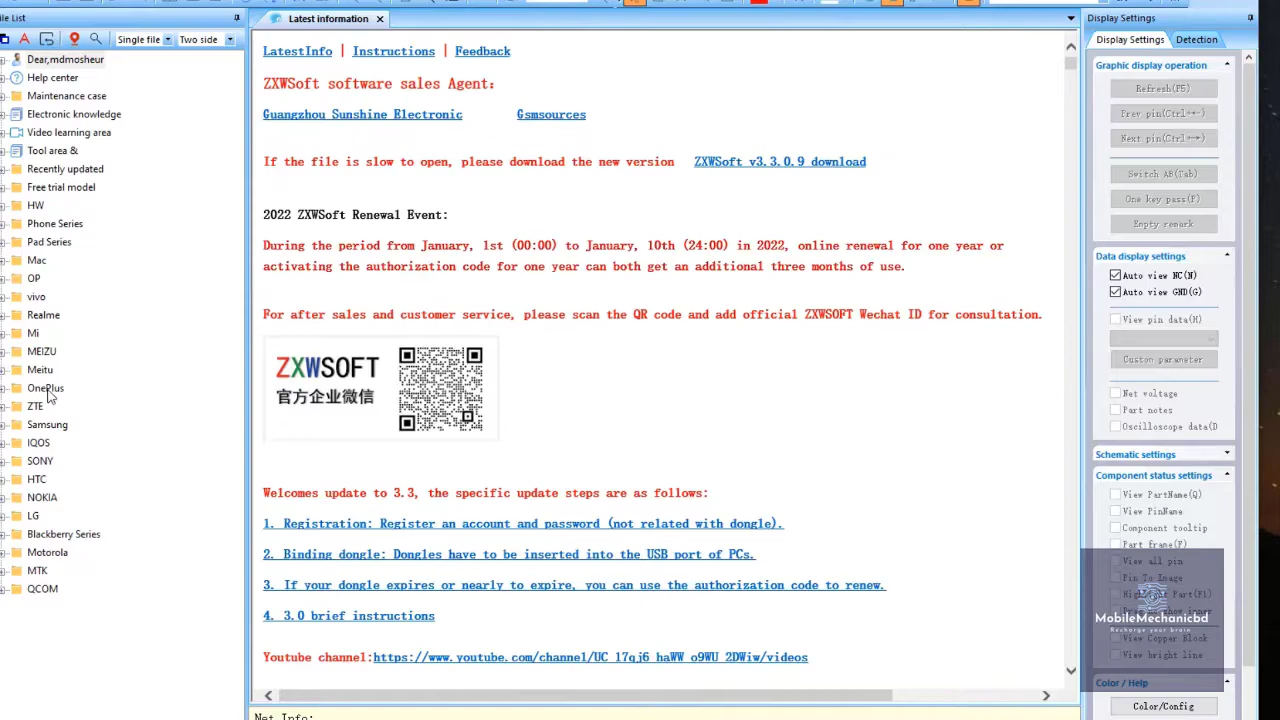 File List
Latest information
Display Settings
Single file
Two side
Display Settings
Detection
Dear,mdmosheur
Help center
Maintenance case
Electronic knowledge
Video learning area
Tool area &
Recently updated
Free trial model
HW
Phone Series
Pad Series
Mac
OP
vivo
Realme
Mi
MEIZU
Meitu
OnePlus
ZTE
Samsung
IQOS
SONY
HTC
NOKIA
LG
Blackberry Series
Motorola
MTK
QCOM
LatestInfo | Instructions | Feedback
ZXWSoft software sales Agent:
Guangzhou Sunshine Electronic Gsmsources
If the file is slow to open, please download the new version ZXWSoft v3.3.0.9 download
2022 ZXWSoft Renewal Event:
During the period from January, 1st (00:00) to January, 10th (24:00) in 2022, online renewal for one year or
activating the authorization code for one year can both get an additional three months of use.
For after sales and customer service, please scan the QR code and add official ZXWSOFT Wechat ID for consultation.
ZXWSOFT
官方企业微信
Welcomes update to 3.3, the specific update steps are as follows:
1. Registration: Register an account and password (not related with dongle).
2. Binding dongle: Dongles have to be inserted into the USB port of PCs.
3. If your dongle expires or nearly to expire, you can use the authorization code to renew.
4. 3.0 brief instructions
Youtube channel:https://www.youtube.com/channel/UC_17qj6_haWW_o9WU_2DWiw/videos
Net Info:
Graphic display operation
Refresh(F5)
Prev pin(Ctrl+←)
Next pin(Ctrl+→)
Switch AB(Tab)
One key pass(F)
Empty remark
Data display settings
Auto view NC(N)
Auto view GND(G)
View pin data(H)
Custom parameter
Net voltage
Part notes
Oscilloscope data(D
Schematic settings
Component status settings
View PartName(Q)
View PinName
Component tooltip
Part frame(F)
View all pin
Pin To Image
Highlight Part(F1)
MobileMechanicbd
Recharge your brain
View Copper Block
View bright line
Color / Help
Color/Config